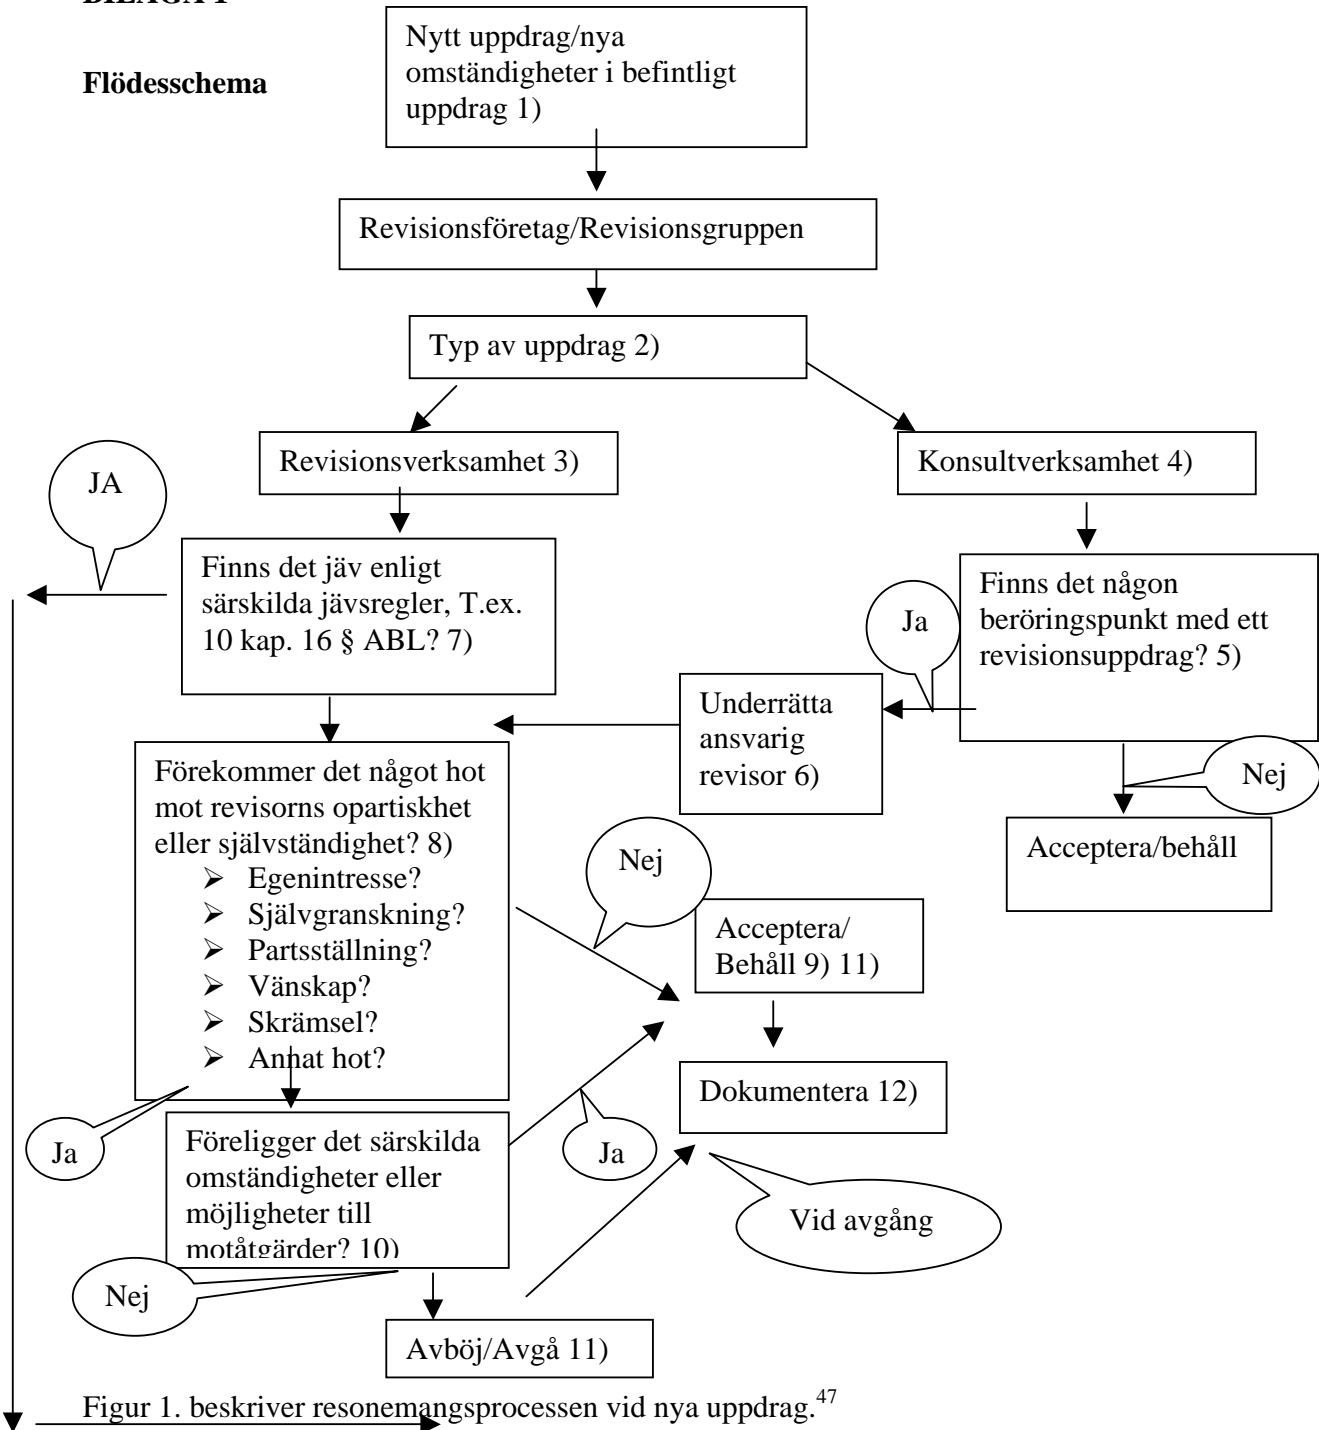 BILAGA 1
Flödesschema
Nytt uppdrag/nya
omständigheter i befintligt
uppdrag 1)
Revisionsföretag/Revisionsgruppen
Typ av uppdrag 2)
Revisionsverksamhet 3)
Konsultverksamhet 4)
JA
Finns det jäv enligt
särskilda jävsregler, T.ex.
10 kap. 16 § ABL? 7)
Finns det någon
beröringspunkt med ett
revisionsuppdrag? 5)
Ja
Underrätta
ansvarig
revisor 6)
Nej
Acceptera/behåll
Förekommer det något hot
mot revisorns opartiskhet
eller självständighet? 8)
➢ Egenintresse?
➢ Självgranskning?
➢ Partsställning?
➢ Vänskap?
➢ Skrämsel?
➢ Annat hot?
Nej
Acceptera/
Behåll 9) 11)
Dokumentera 12)
Ja
Föreligger det särskilda
omständigheter eller
möjligheter till
motåtgärder? 10)
Ja
Vid avgång
Nej
Avböj/Avgå 11)
Figur 1. beskriver resonemangsprocessen vid nya uppdrag.47